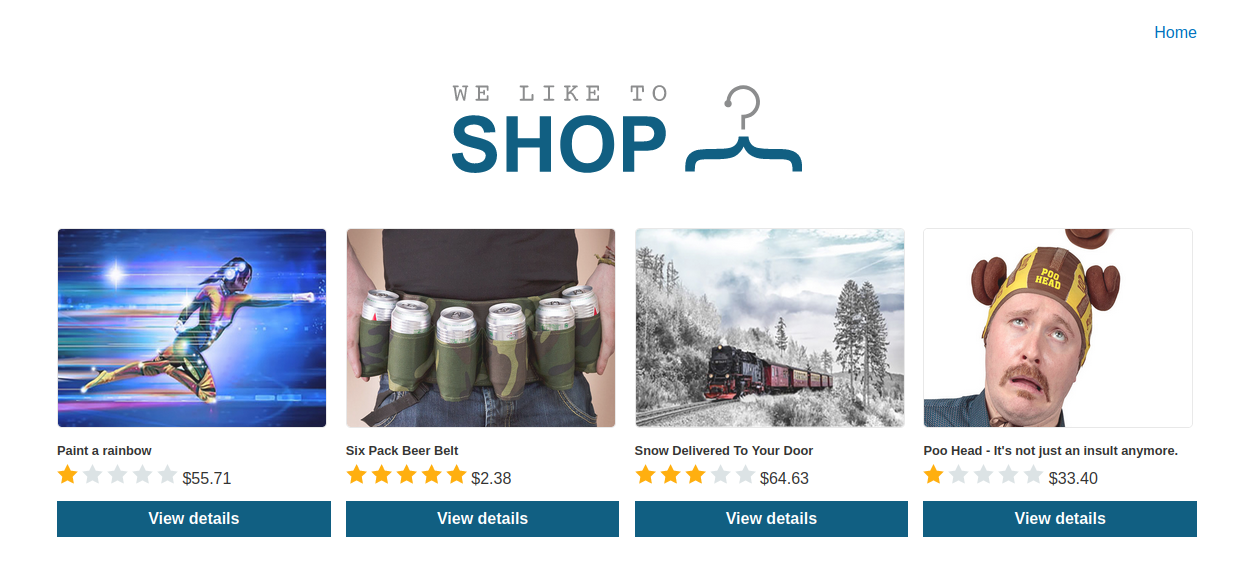 Home
WE LIKE TO
SHOP
POO
HEAD
Paint a rainbow
$55.71
View details
Six Pack Beer Belt
$2.38
View details
Snow Delivered To Your Door
$64.63
View details
Poo Head - It's not just an insult anymore.
$33.40
View details